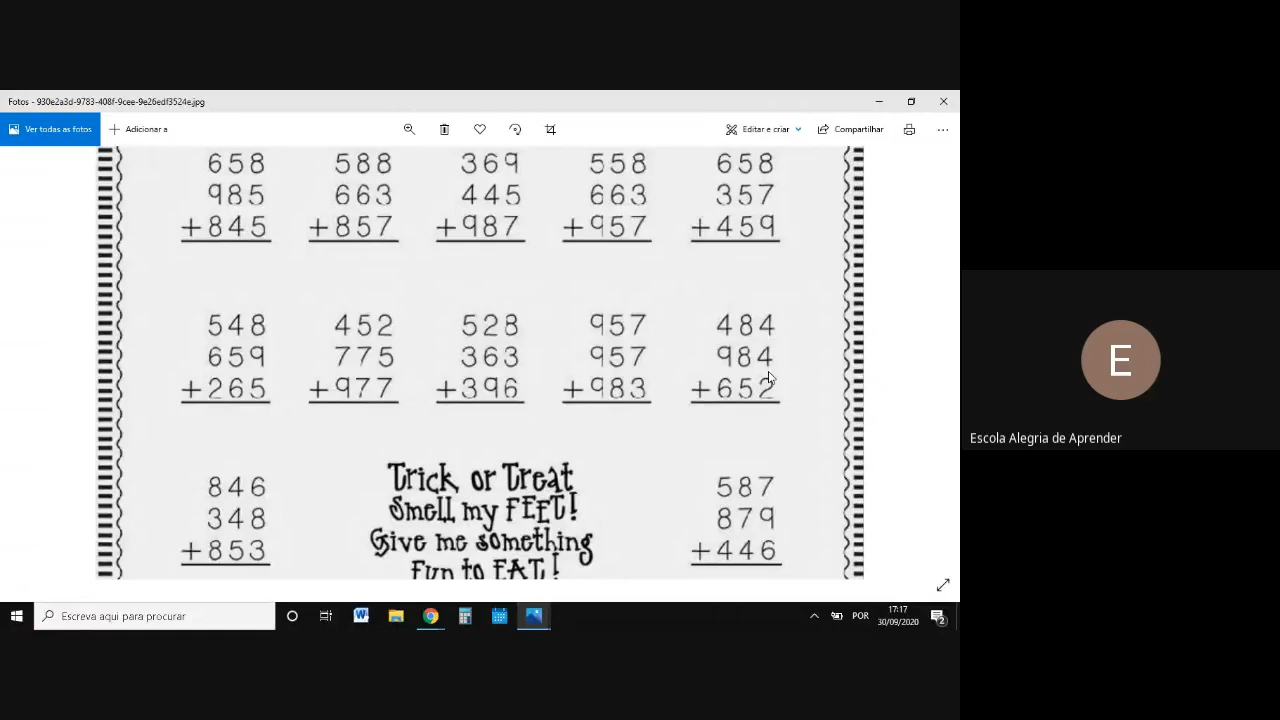 Fotos - 930e2a3d-9783-408f-9cee-9e26edf3524e.jpg
Ver todas as fotos
Adicionar a
Editar e criar
Compartilhar
658 588 369 558 658
985 663 445 663 357
+845 +857 +987 +957 +459
548 452 528 957 484
659 775 363 957 984
+265 +977 +396 +983 +652
846 Trick or Treat 587
348 Smell my FEET! 879
+853 Give me something +446
Fun to EAT!
E
Escola Alegria de Aprender
Escreva aqui para procurar
POR
17:17
30/09/2020
2